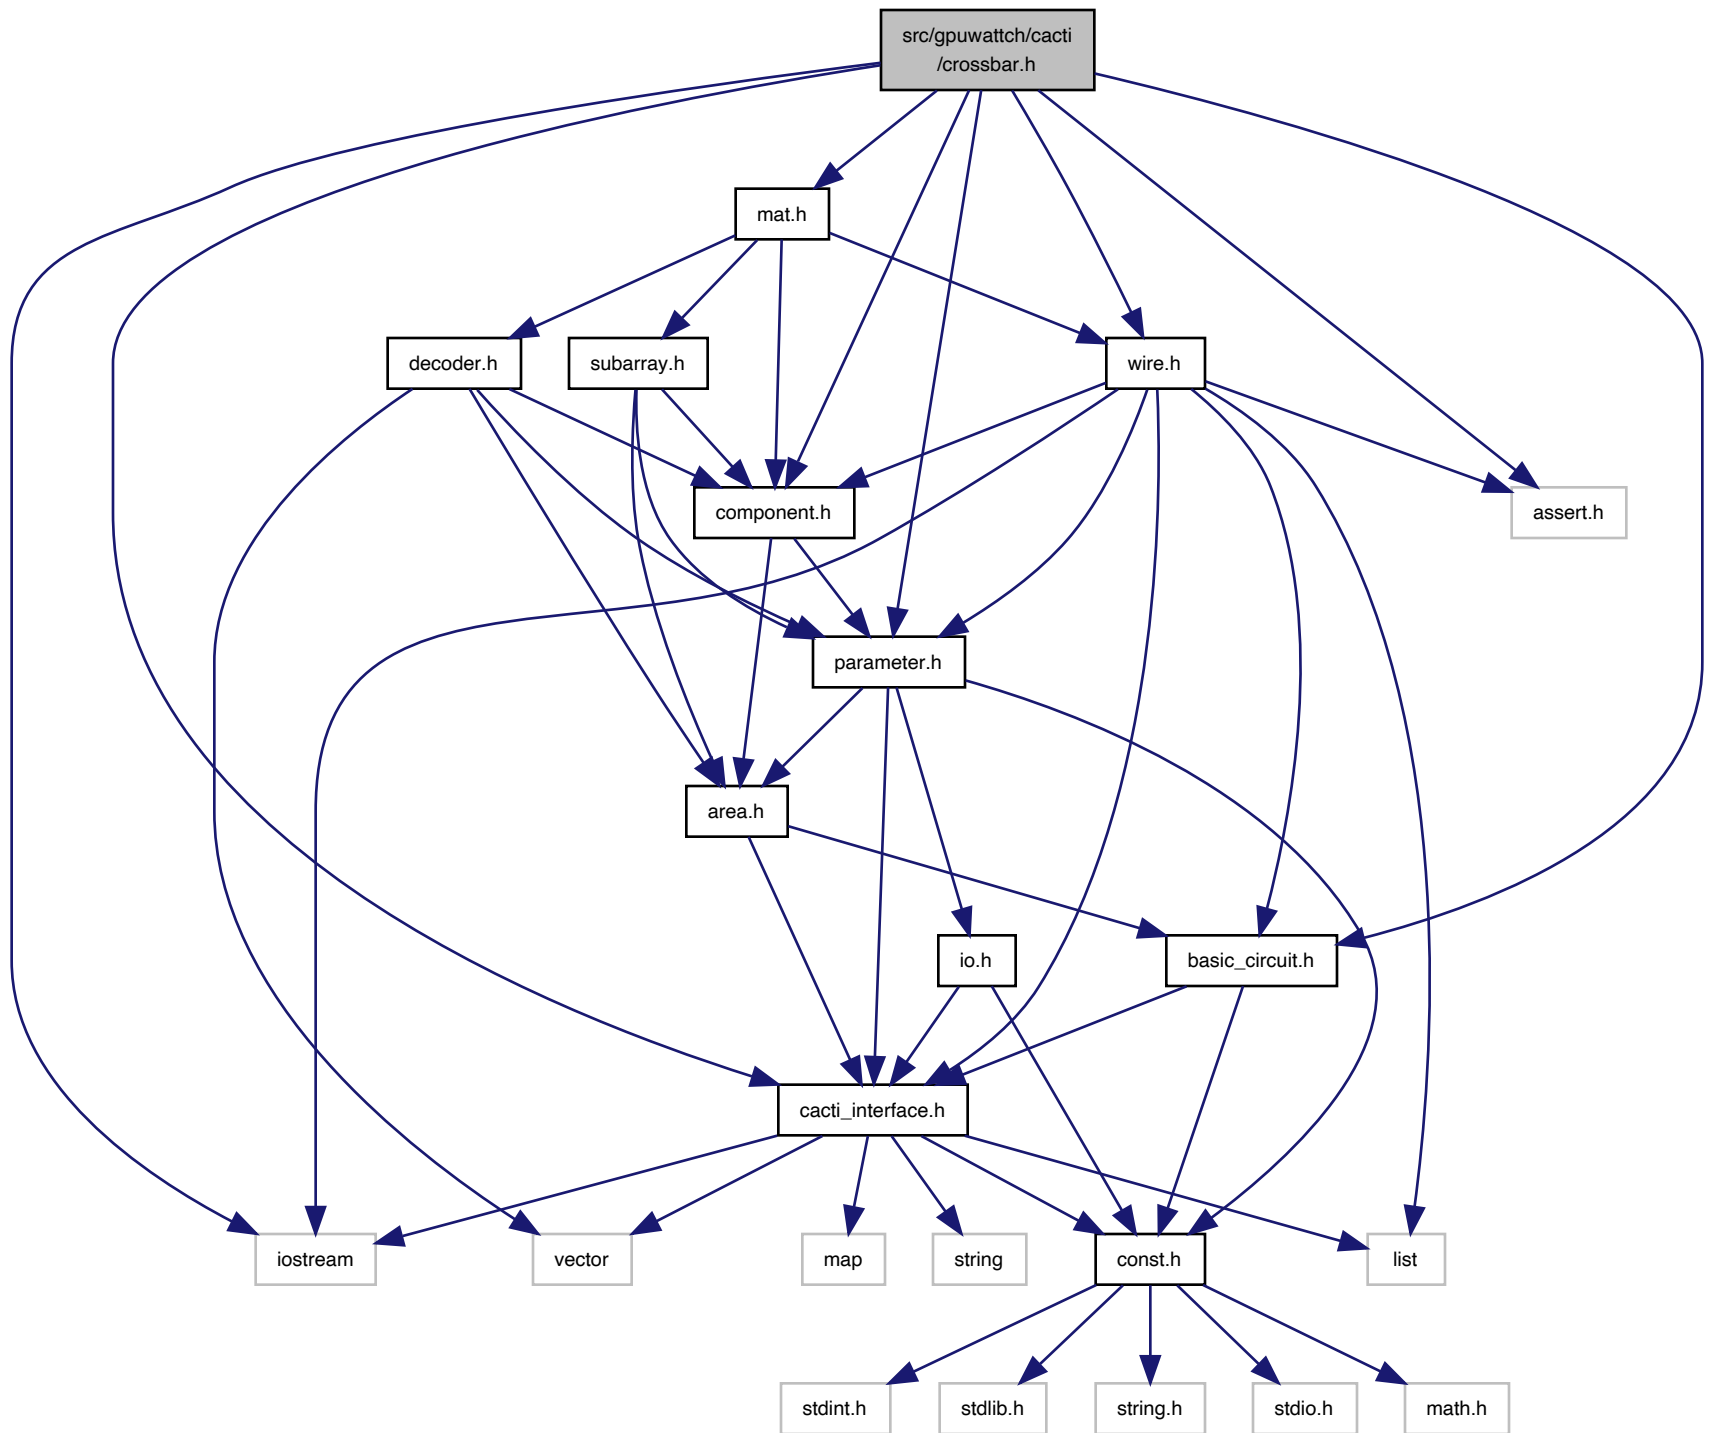 src/gpuwattch/cacti
/crossbar.h
mat.h
decoder.h
subarray.h
wire.h
component.h
assert.h
parameter.h
area.h
io.h
basic_circuit.h
cacti_interface.h
iostream
vector
map
string
const.h
list
stdint.h
stdlib.h
string.h
stdio.h
math.h